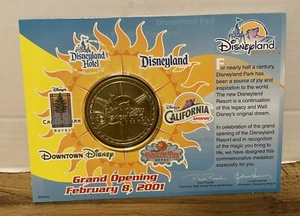 Disneyland
Hotel
Disneyland
Disney's
CALIFORNIA
HOTEL
DOWNTOWN DISNEY
Grand Opening
February 8, 2001
Disneyland
For nearly half a century,
Disneyland Park has
been a source of joy and
inspiration to the world.
The new Disneyland
Resort is a continuation
of the legacy and Walt
Disney's original dream.
In celebration of the grand
opening of the Disneyland
Resort and in recognition
of the magic you bring to
life, we have designed this
commemorative medallion
especially for you.